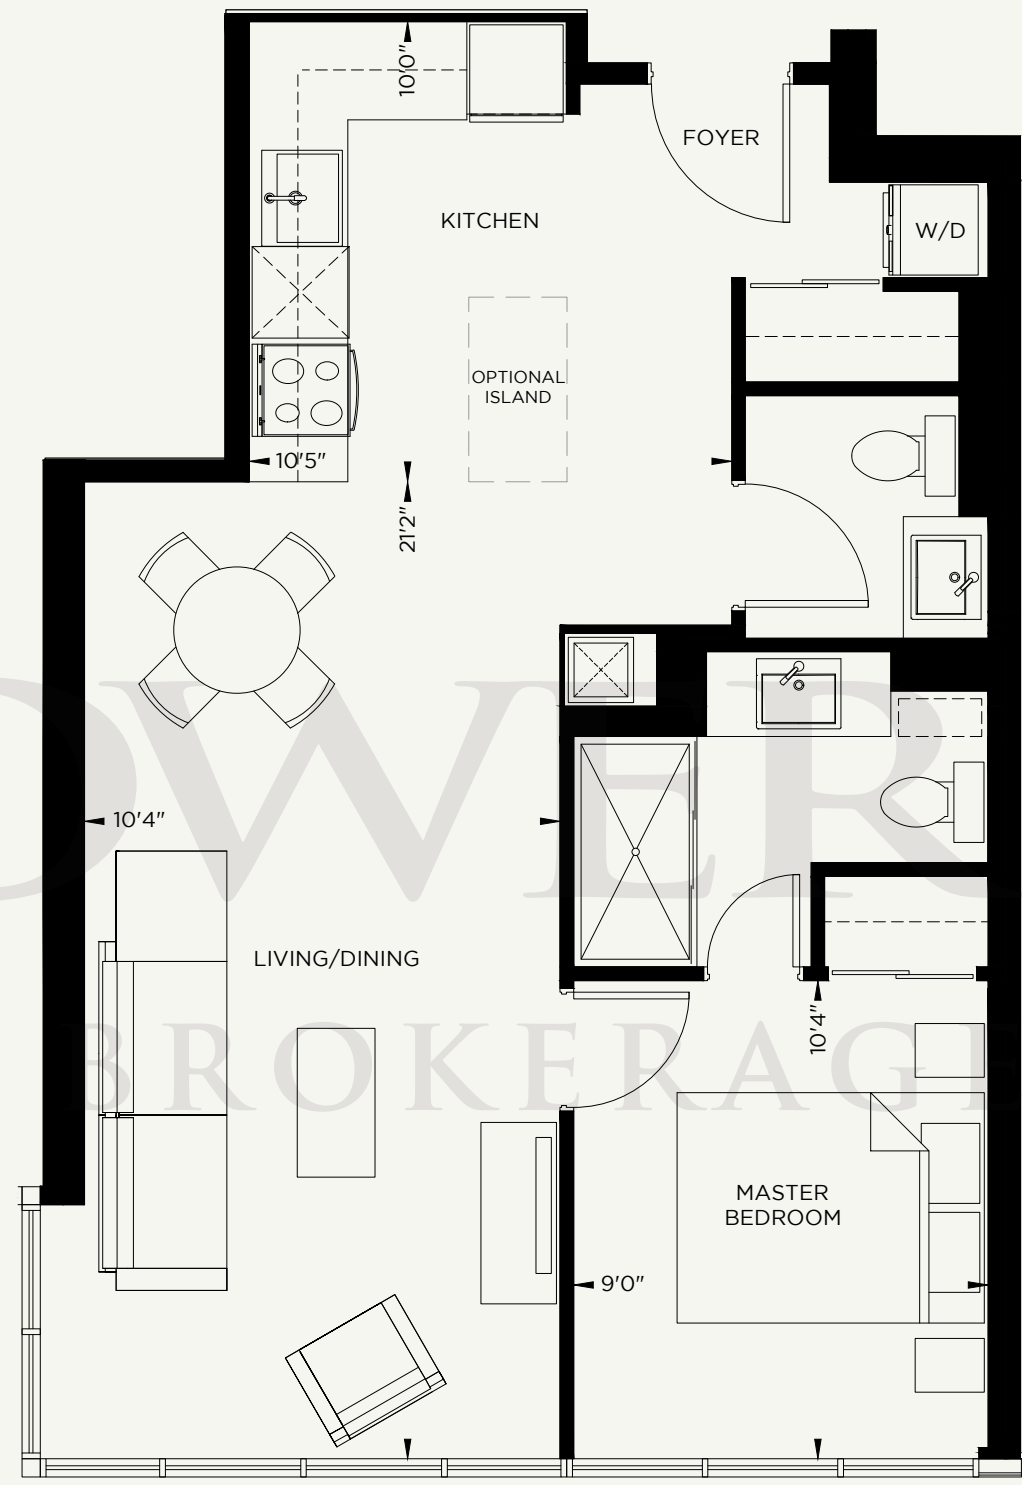 10'0"
FOYER
KITCHEN
W/D
OPTIONAL
ISLAND
10'5"
21'2"
10'4"
OWER
LIVING/DINING
10'4"
BROKERAGE
MASTER
BEDROOM
9'0"